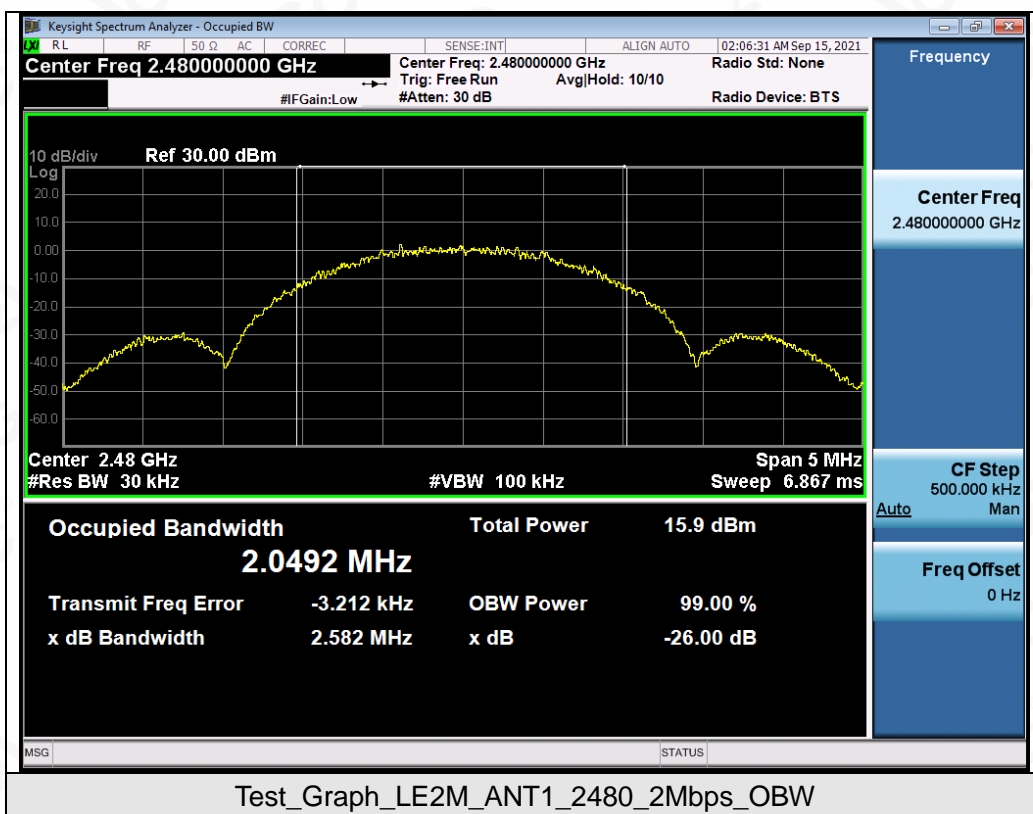 Keysight Spectrum Analyzer - Occupied BW
LXI RL RF 50 Ω AC CORREC SENSE:INT ALIGN AUTO 02:06:31 AM Sep 15, 2021
Center Freq 2.480000000 GHz
Center Freq: 2.480000000 GHz
Radio Std: None
Trig: Free Run Avg|Hold: 10/10
#IFGain:Low
#Atten: 30 dB
Radio Device: BTS
10 dB/div Ref 30.00 dBm
Log
20.0
10.0
0.00
-10.0
-20.0
-30.0
-40.0
-50.0
-60.0
Center 2.48 GHz
Span 5 MHz
#Res BW 30 kHz
#VBW 100 kHz
Sweep 6.867 ms
Occupied Bandwidth
2.0492 MHz
Total Power 15.9 dBm
Transmit Freq Error -3.212 kHz
OBW Power 99.00 %
x dB Bandwidth 2.582 MHz
x dB -26.00 dB
Frequency
Center Freq
2.480000000 GHz
CF Step
500.000 kHz
Auto Man
Freq Offset
0 Hz
MSG
STATUS
Test_Graph_LE2M_ANT1_2480_2Mbps_OBW